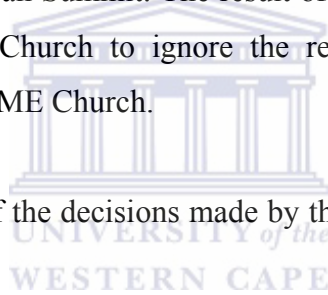 an Summit. The result of
Church to ignore the re
ME Church.
f the decisions made by th
UNIVERSITY of the
WESTERN CAPE